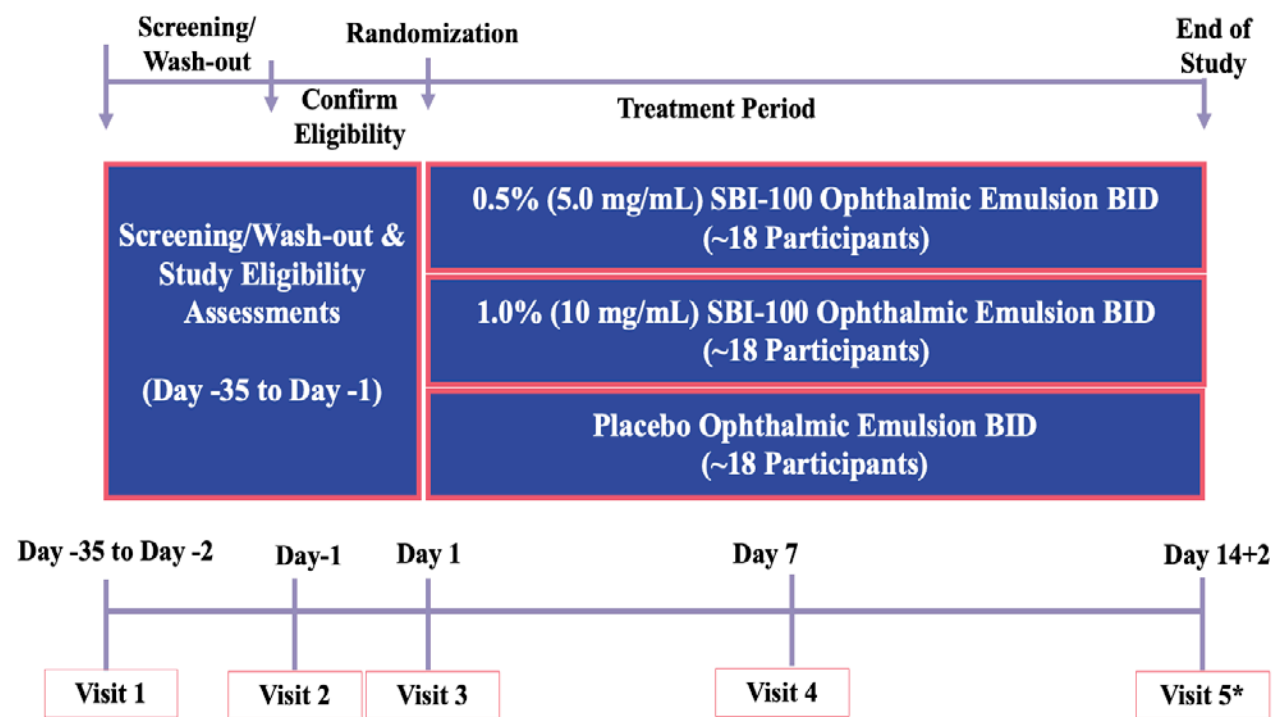 Screening/
Wash-out
Randomization
End of
Study
Confirm
Eligibility
Treatment Period
Screening/Wash-out &
Study Eligibility
Assessments
(Day -35 to Day -1)
0.5% (5.0 mg/mL) SBI-100 Ophthalmic Emulsion BID
(~18 Participants)
1.0% (10 mg/mL) SBI-100 Ophthalmic Emulsion BID
(~18 Participants)
Placebo Ophthalmic Emulsion BID
(~18 Participants)
Day -35 to Day -2
Day-1
Day 1
Day 7
Day 14+2
Visit 1
Visit 2
Visit 3
Visit 4
Visit 5*